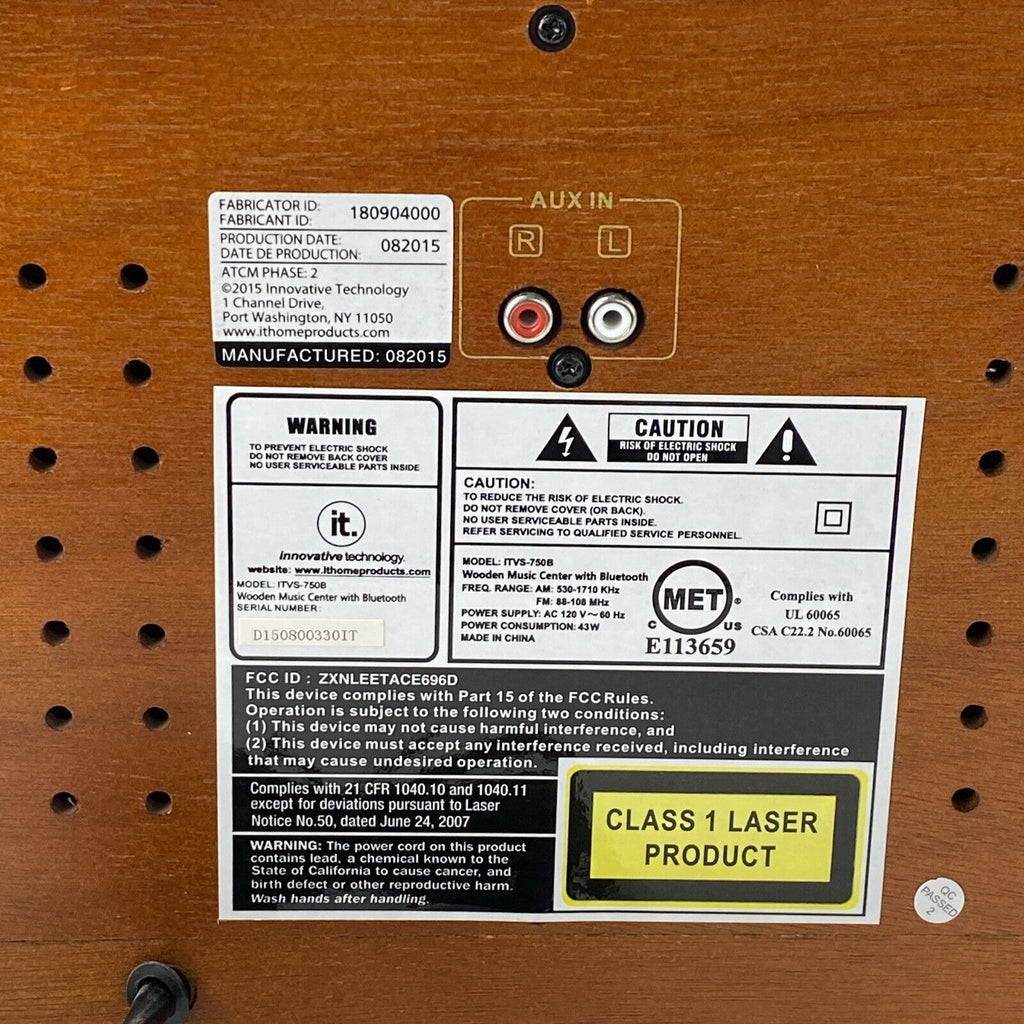 AUX IN
R L
FABRICATOR ID:
FABRICANT ID: 180904000
PRODUCTION DATE:
DATE DE PRODUCTION: 082015
ATCM PHASE: 2
©2015 Innovative Technology
1 Channel Drive,
Port Washington, NY 11050
www.ithomeproducts.com
MANUFACTURED: 082015
WARNING
TO PREVENT ELECTRIC SHOCK
DO NOT REMOVE BACK COVER
NO USER SERVICEABLE PARTS INSIDE
it.
innovative technology.
website: www.Ithomeproducts.com
MODEL: ITVS-750B
Wooden Music Center with Bluetooth
SERIAL NUMBER:
D150800330IT
CAUTION
RISK OF ELECTRIC SHOCK
DO NOT OPEN
CAUTION:
TO REDUCE THE RISK OF ELECTRIC SHOCK.
DO NOT REMOVE COVER (OR BACK).
NO USER SERVICEABLE PARTS INSIDE.
REFER SERVICING TO QUALIFIED SERVICE PERSONNEL.
MODEL: ITVS-750B
Wooden Music Center with Bluetooth
FREQ. RANGE: AM: 530-1710 KHz
FM: 88-108 MHz
POWER SUPPLY: AC 120 V~60 Hz
POWER CONSUMPTION: 43W
MADE IN CHINA
MET
C US
E113659
Complies with
UL 60065
CSA C22.2 No.60065
FCC ID : ZXNLEETACE696D
This device complies with Part 15 of the FCC Rules.
Operation is subject to the following two conditions:
(1) This device may not cause harmful interference, and
(2) This device must accept any interference received, including interference
that may cause undesired operation.
Complies with 21 CFR 1040.10 and 1040.11
except for deviations pursuant to Laser
Notice No.50, dated June 24, 2007
WARNING: The power cord on this product
contains lead, a chemical known to the
State of California to cause cancer, and
birth defect or other reproductive harm.
Wash hands after handling.
CLASS 1 LASER
PRODUCT
QC
PASSED
2